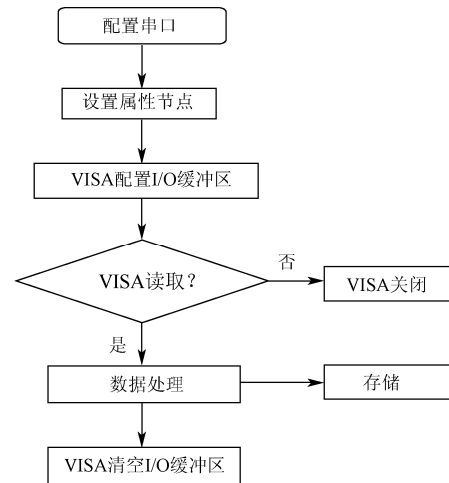 配置串口
设置属性节点
VISA配置I/O缓冲区
VISA读取?
否
VISA关闭
是
数据处理
存储
VISA清空I/O缓冲区